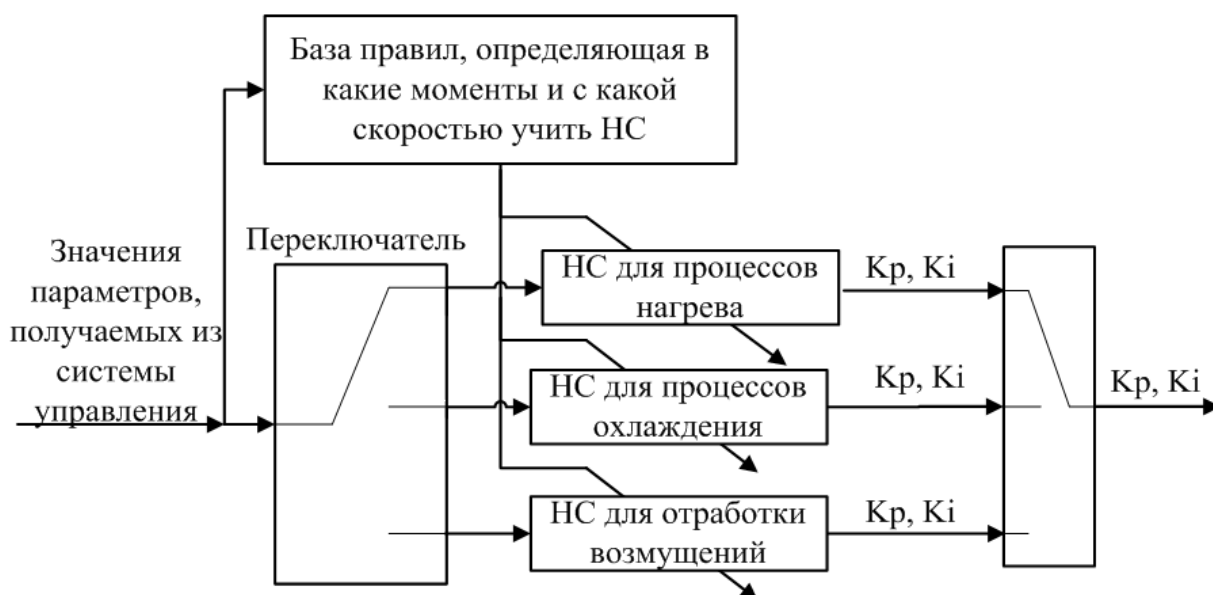 База правил, определяющая в
какие моменты и с какой
скоростью учить НС
Значения
параметров,
получаемых из
системы
управления
Переключатель
НС для процессов
нагрева
Kp, Ki
НС для процессов
охлаждения
Kp, Ki
НС для отработки
возмущений
Kp, Ki
Kp, Ki